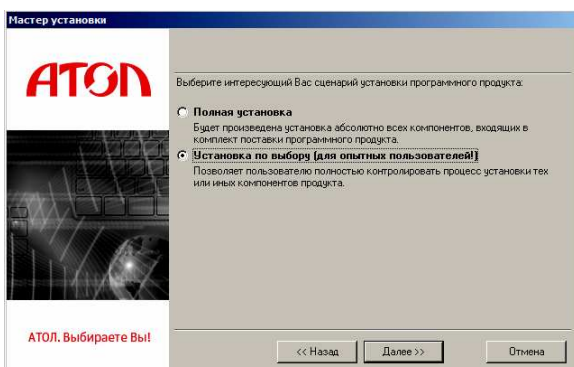 Мастер установки
АТОЛ
Выберите интересующий Вас сценарий установки программного продукта:
Полная установка
Будет произведена установка абсолютно всех компонентов, входящих в
комплект поставки программного продукта.
Установка по выбору (для опытных пользователей!)
Позволяет пользователю полностью контролировать процесс установки тех
или иных компонентов продукта.
АТОЛ. Выбираете Вы!
<< Назад
Далее >>
Отмена